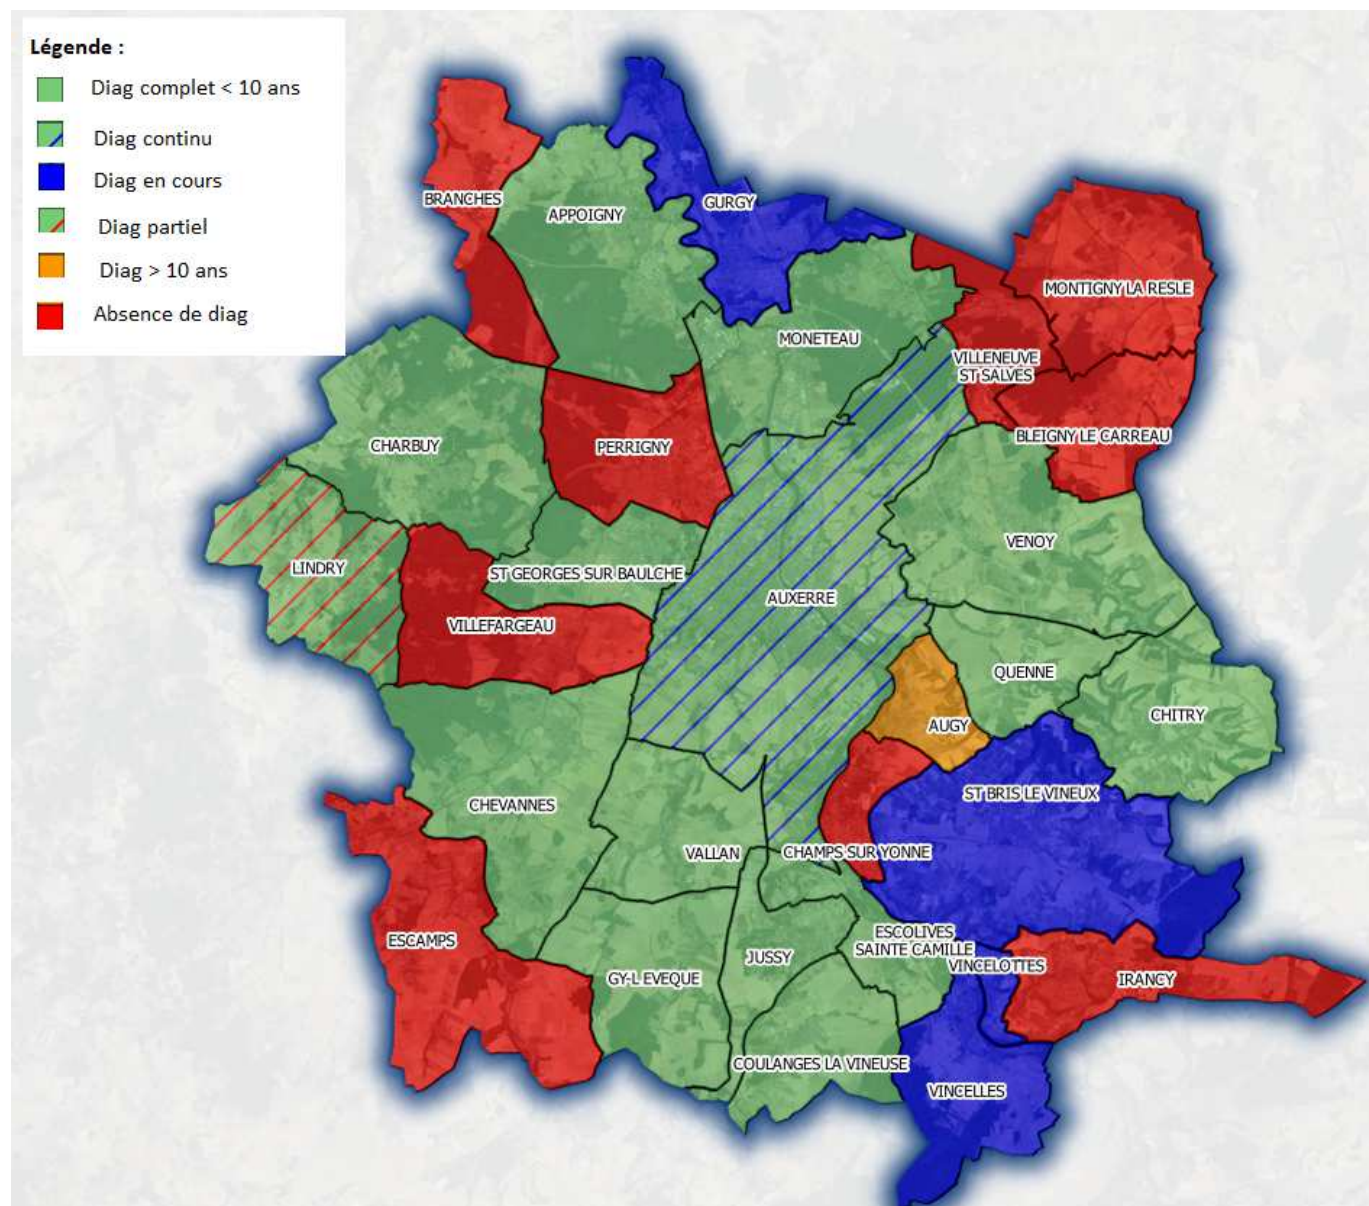 Légende :
Diag complet < 10 ans
Diag continu
Diag en cours
Diag partiel
Diag > 10 ans
Absence de diag
BRANCHES
APPOIGNY
GURGY
MONTIGNY LA RESLE
MONETEAU
VILLENEUVE
ST SALVES
CHARBUY
PERRIGNY
BLEIGNY LE CARREAU
VENOY
LINDRY
ST GEORGES SUR BAULCHE
AUXERRE
VILLEFARGEAU
QUENNE
CHITRY
AUGY
ST BRIS LE VINEUX
CHEVANNES
VALLAN
CHAMPS SUR YONNE
ESCAMPS
ESCOLIVES
SAINTE CAMILLE
JUSSY
VINCELOTTES
GY-L EVEQUE
IRANCY
COULANGES LA VINEUSE
VINCELLES